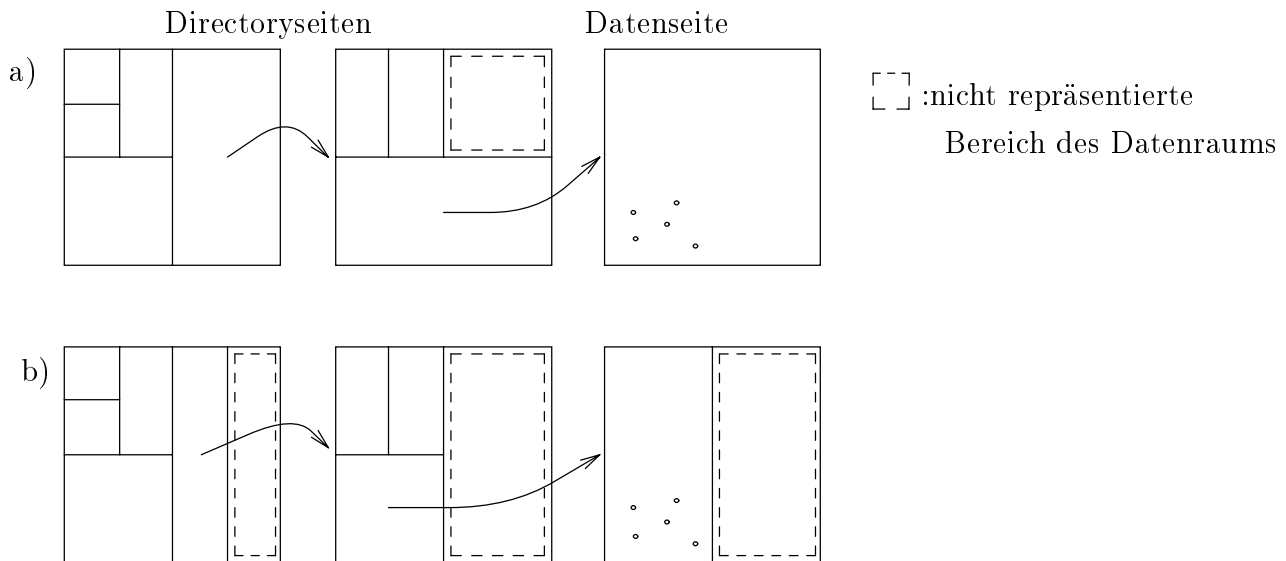 Directoryseiten
Datenseite
a)
:nicht repräsentierte
Bereich des Datenraums
b)